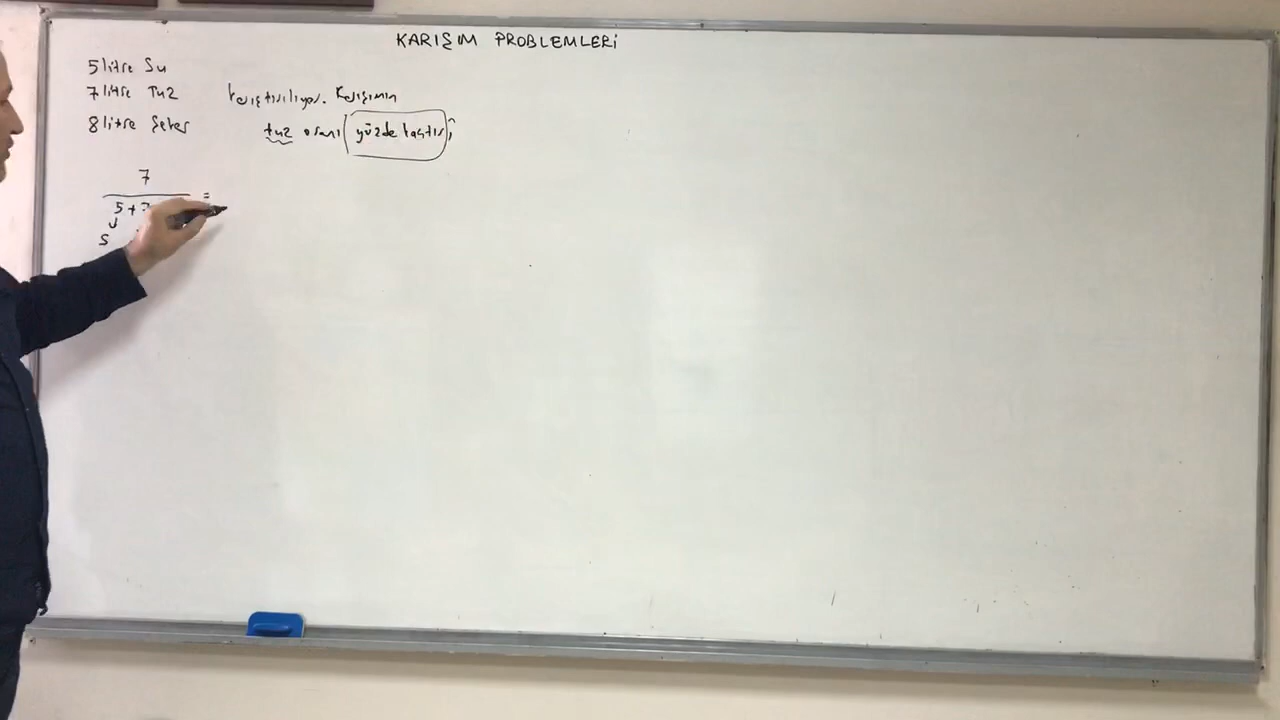 KARIŞIM PROBLEMLERİ
5 litre Su
7 litre Tuz karıştırılıyor. Karışımın
8 litre Şeker tuz oranı yüzde kaçtır?
7
5 + 7 =
S